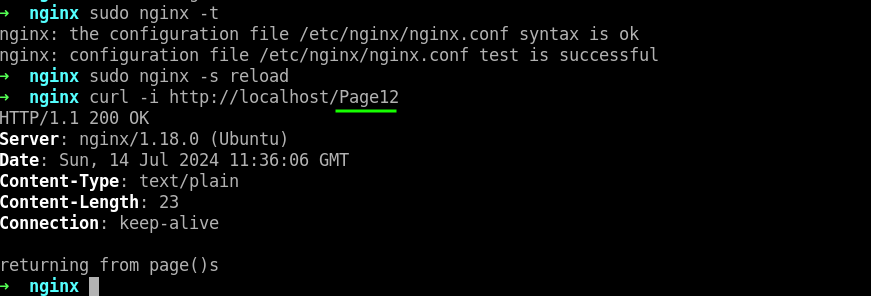 → nginx sudo nginx -t
nginx: the configuration file /etc/nginx/nginx.conf syntax is ok
nginx: configuration file /etc/nginx/nginx.conf test is successful
→ nginx sudo nginx -s reload
→ nginx curl -i http://localhost/Page12
HTTP/1.1 200 OK
Server: nginx/1.18.0 (Ubuntu)
Date: Sun, 14 Jul 2024 11:36:06 GMT
Content-Type: text/plain
Content-Length: 23
Connection: keep-alive
returning from page()s
→ nginx